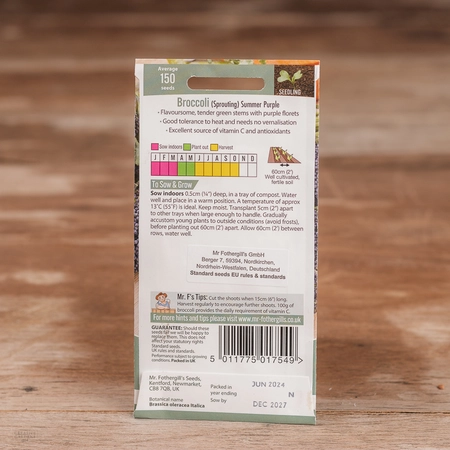 Average
150
seeds
SEEDLING
Broccoli (Sprouting) Summer Purple
• Flavoursome, tender green stems with purple florets
• Good tolerance to heat and needs no vernalisation
• Excellent source of vitamin C and antioxidants
Sow indoors Plant out Harvest
J F M A M J J A S O N D
60cm (2')
Well cultivated,
fertile soil
To Sow & Grow
Sow indoors 0.5cm (¼") deep, in a tray of compost. Water
well and place in a warm position. A temperature of approx
13°C (55°F) is ideal. Keep moist. Transplant 5cm (2") apart
to other trays when large enough to handle. Gradually
accustom young plants to outside conditions (avoid frosts),
before planting out 60cm (2') apart. Allow 60cm (2') between
rows, water well.
Mr Fothergill's GmbH
Berger 7, 59394, Nordkirchen,
Nordrhein-Westfalen, Deutschland
Standard seeds EU rules & standards
Mr. F's Tips: Cut the shoots when 15cm (6") long.
Harvest regularly to encourage further shoots. 100g of
broccoli provides the daily requirement of vitamin C.
For more hints and tips please visit www.mr-fothergills.co.uk
GUARANTEE: Should these
seeds fail we will be happy to
replace them. This does not
affect your statutory rights
Standard seeds.
UK rules and standards.
Performance subject to growing
conditions. Packed in UK
5 011775 017549 >
Mr. Fothergill's Seeds,
Kentford, Newmarket,
CB8 7QB, UK
Botanical name
Brassica oleracea Italica
Packed in
year ending
JUN 2024
N
Sow by
DEC 2027